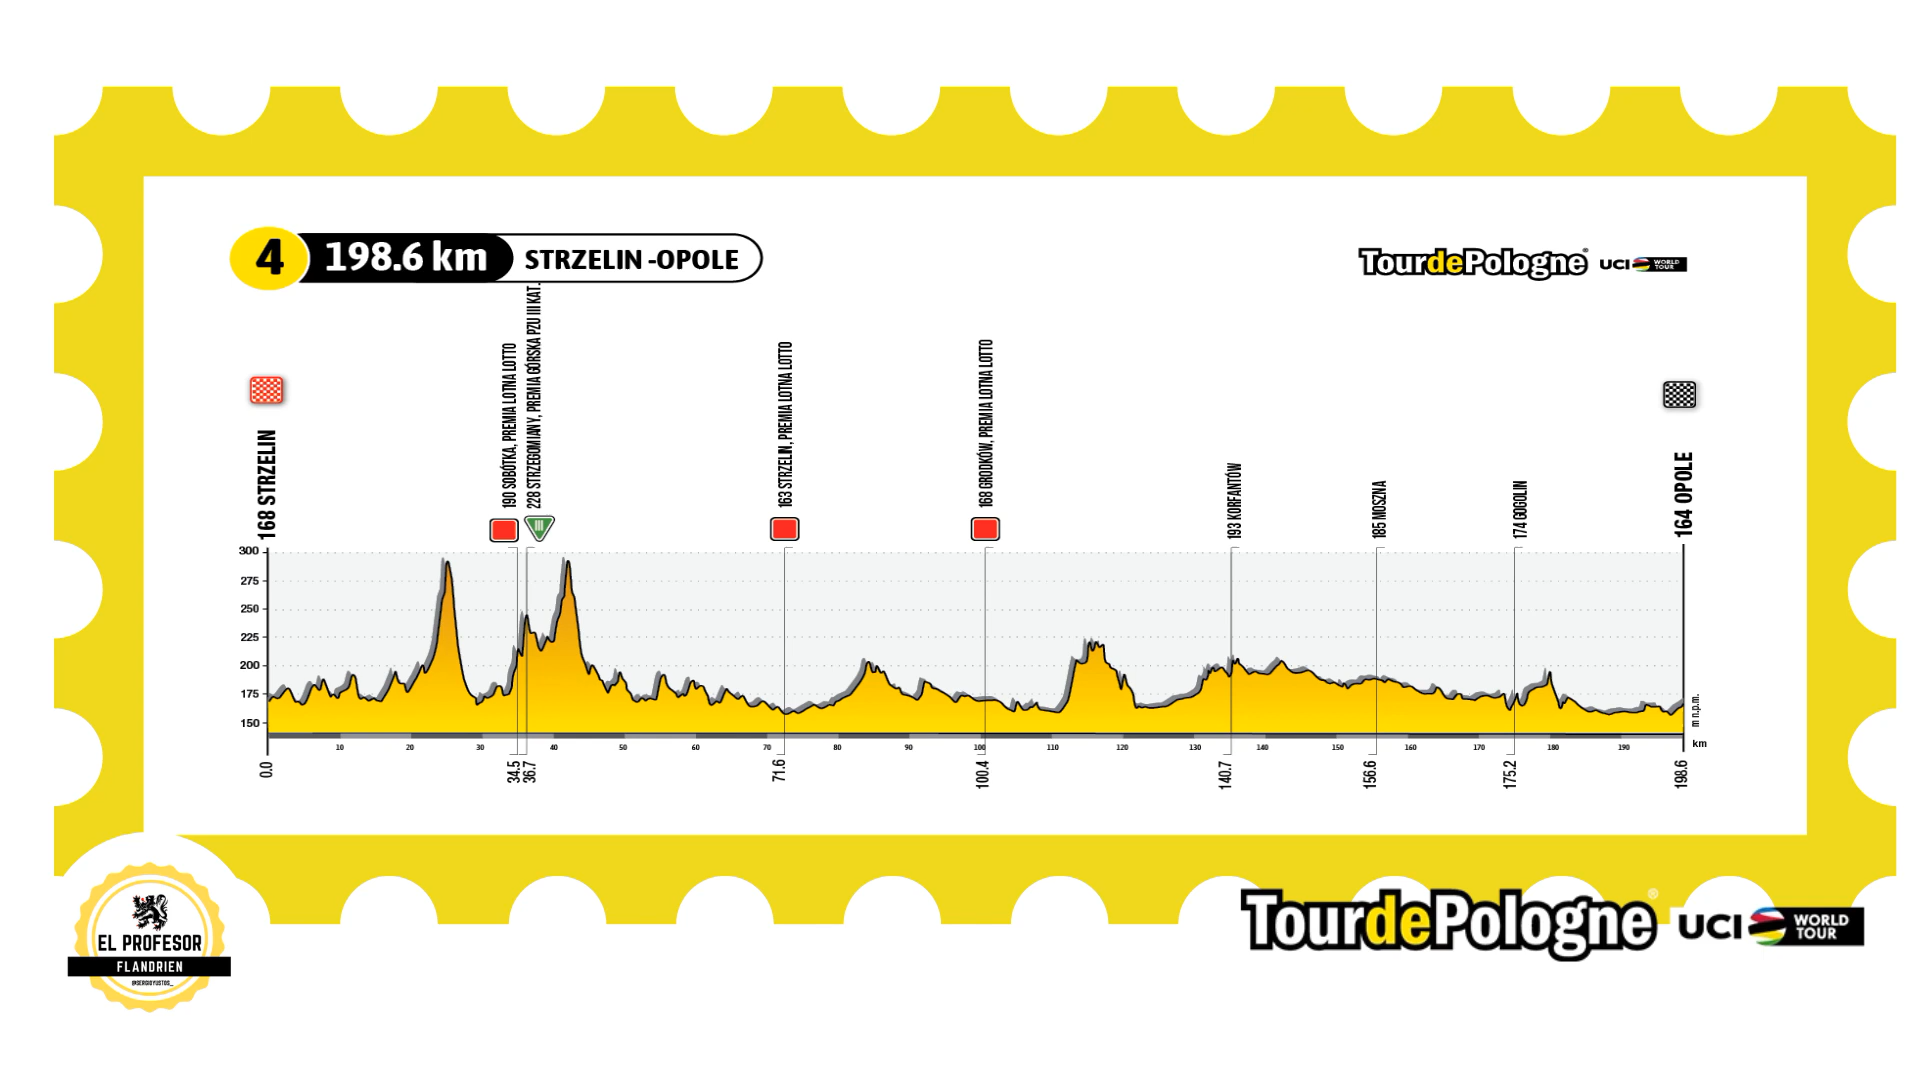 4
198.6 km
STRZELIN -OPOLE
TourdePologne®
UCI WORLD TOUR
168 STRZELIN
190 SOBÓTKA, PREMIA LOTNA LOTTO
228 STRZEGOMIANY, PREMIA GÓRSKA PZU III KAT.
163 STRZELIN, PREMIA LOTNA LOTTO
168 GRODKÓW, PREMIA LOTNA LOTTO
193 KORFANTÓW
185 MOSZNA
174 GOGOLIN
164 OPOLE
III
300
275
250
225
200
175
150
m n.p.m.
10 20 30 40 50 60 70 80 90 100 110 120 130 140 150 160 170 180 190
km
0.0 34.5 36.7 71.6 100.4 140.7 156.6 175.2 198.6
EL PROFESOR
FLANDRIEN
@SERGIOYUSTOS_
TourdePologne®
UCI WORLD TOUR